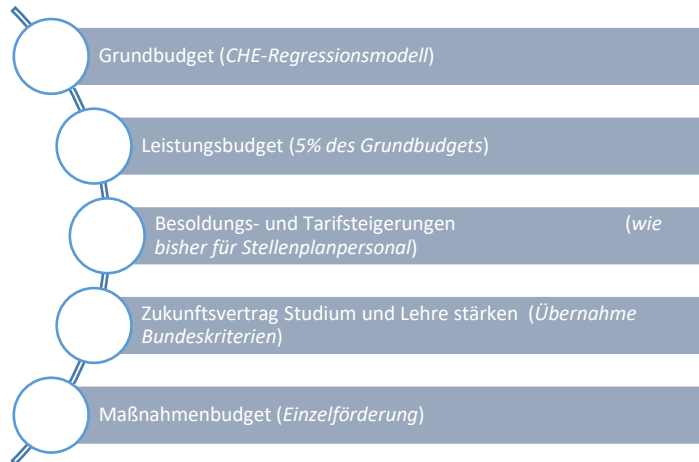 Grundbudget (CHE-Regressionsmodell)
Leistungsbudget (5% des Grundbudgets)
Besoldungs- und Tarifsteigerungen (wie
bisher für Stellenplanpersonal)
Zukunftsvertrag Studium und Lehre stärken (Übernahme
Bundeskriterien)
Maßnahmenbudget (Einzelförderung)